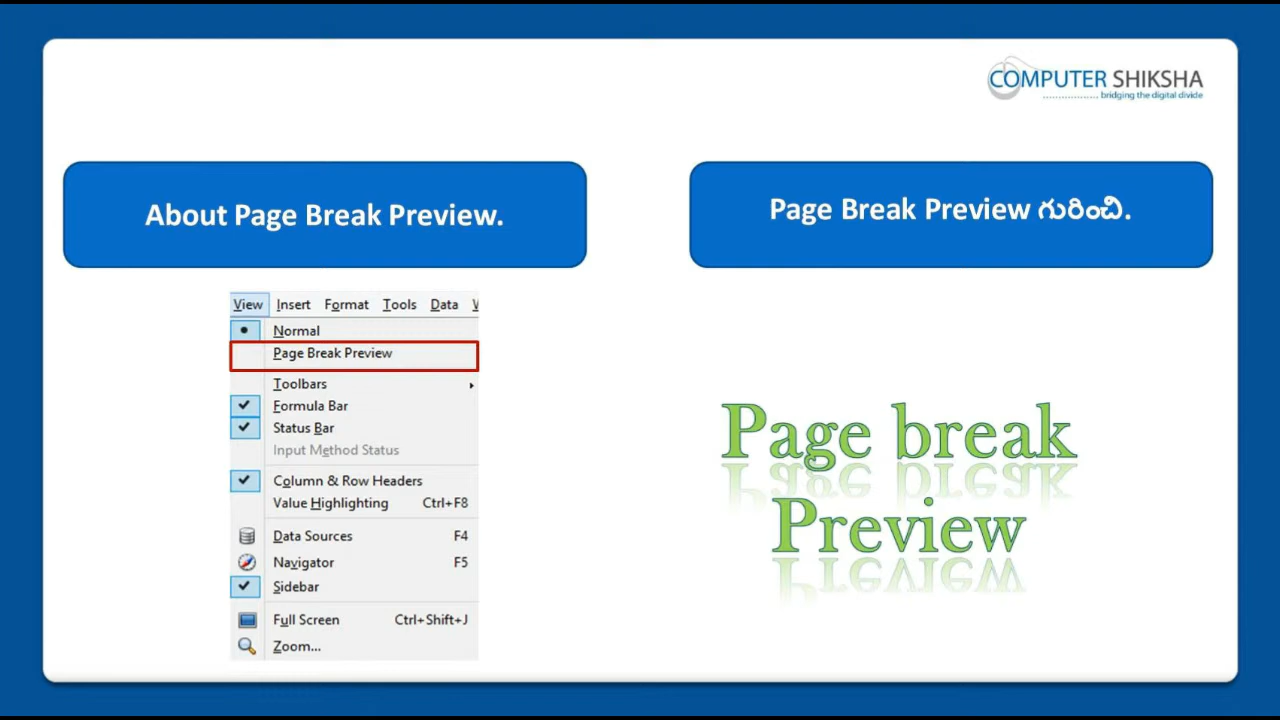 COMPUTER SHIKSHA
bridging the digital divide
About Page Break Preview.
Page Break Preview గురించి.
View Insert Format Tools Data
Normal
Page Break Preview
Toolbars
Formula Bar
Status Bar
Input Method Status
Column & Row Headers
Value Highlighting Ctrl+F8
Data Sources F4
Navigator F5
Sidebar
Full Screen Ctrl+Shift+J
Zoom...
Page break
Preview